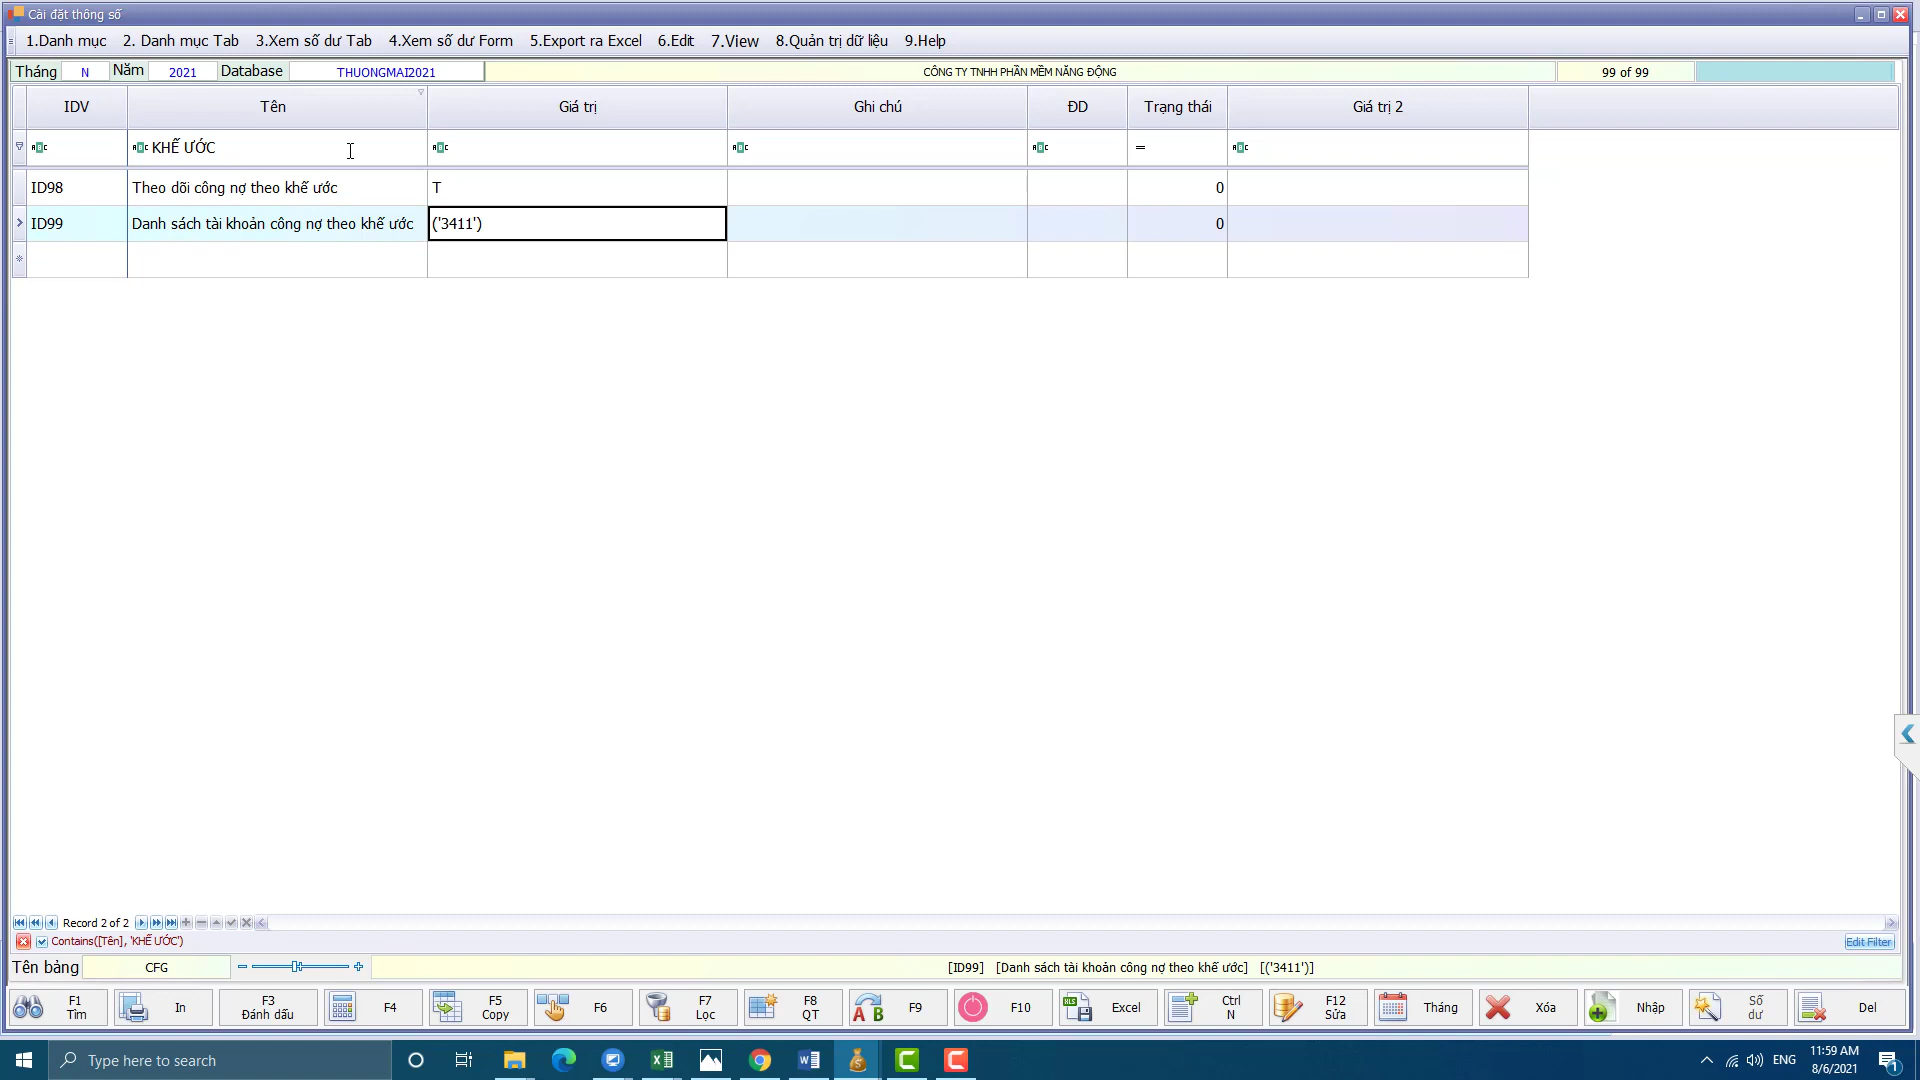 Cài đặt thông số
1.Danh mục 2. Danh mục Tab 3.Xem số dư Tab 4.Xem số dư Form 5.Export ra Excel 6.Edit 7.View 8.Quản trị dữ liệu 9.Help
Tháng N Năm 2021 Database THUONGMAI2021 CÔNG TY TNHH PHẦN MỀM NĂNG ĐỘNG 99 of 99
IDV Tên Giá trị Ghi chú ĐD Trạng thái Giá trị 2
KHẾ ƯỚC =
ID98 Theo dõi công nợ theo khế ước T 0
ID99 Danh sách tài khoản công nợ theo khế ước ('3411') 0
Record 2 of 2
Contains([Tên], 'KHẾ ƯỚC') Edit Filter
Tên bảng CFG [ID99] [Danh sách tài khoản công nợ theo khế ước] [('3411')]
F1 Tìm In F3 Đánh dấu F4 F5 Copy F6 F7 Lọc F8 QT F9 F10 Excel Ctrl N F12 Sửa Tháng Xóa Nhập Số dư Del
Type here to search ENG 11:59 AM
8/6/2021